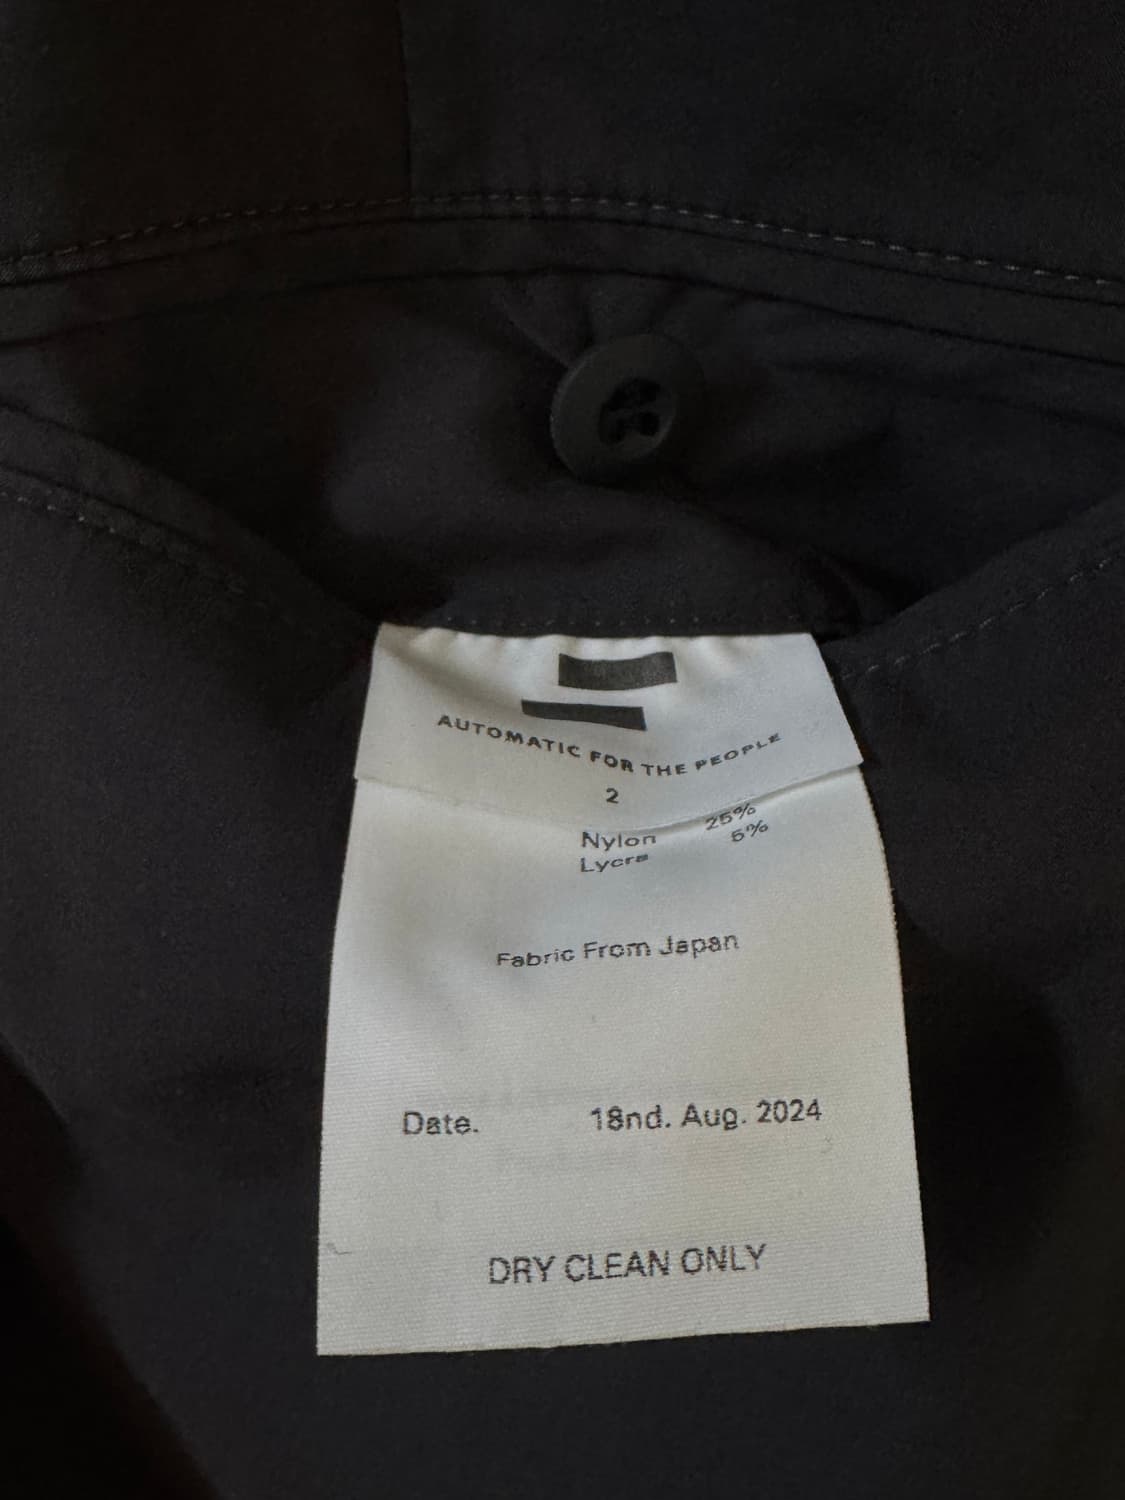 AUTOMATIC FOR THE PEOPLE
2
Nylon 25%
Lycra 5%
Fabric From Japan
Date. 18nd. Aug. 2024
DRY CLEAN ONLY